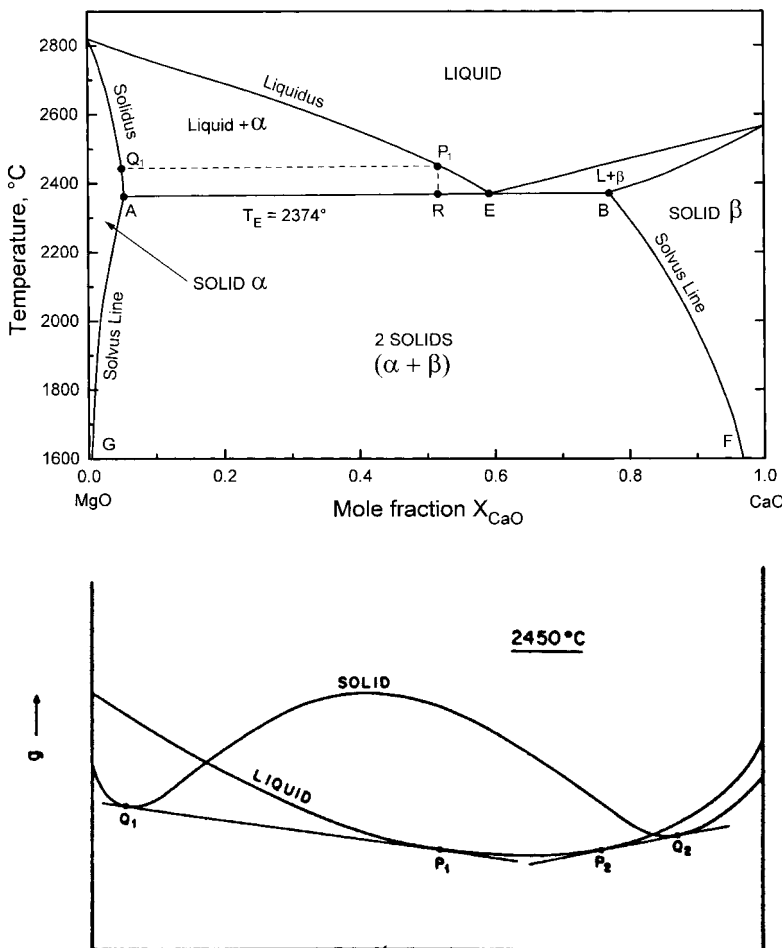 2800
2600
2400
2200
2000
1800
1600
Temperature, °C
LIQUID
Liquidus
Solidus
Liquid + α
Q₁
P₁
L+β
A
R
E
B
T_E = 2374°
SOLID β
SOLID α
Solvus Line
Solvus Line
2 SOLIDS
(α + β)
G
F
0.0
0.2
0.4
0.6
0.8
1.0
MgO
Mole fraction X_CaO
CaO
2450°C
SOLID
g
LIQUID
Q₁
P₁
P₂
Q₂